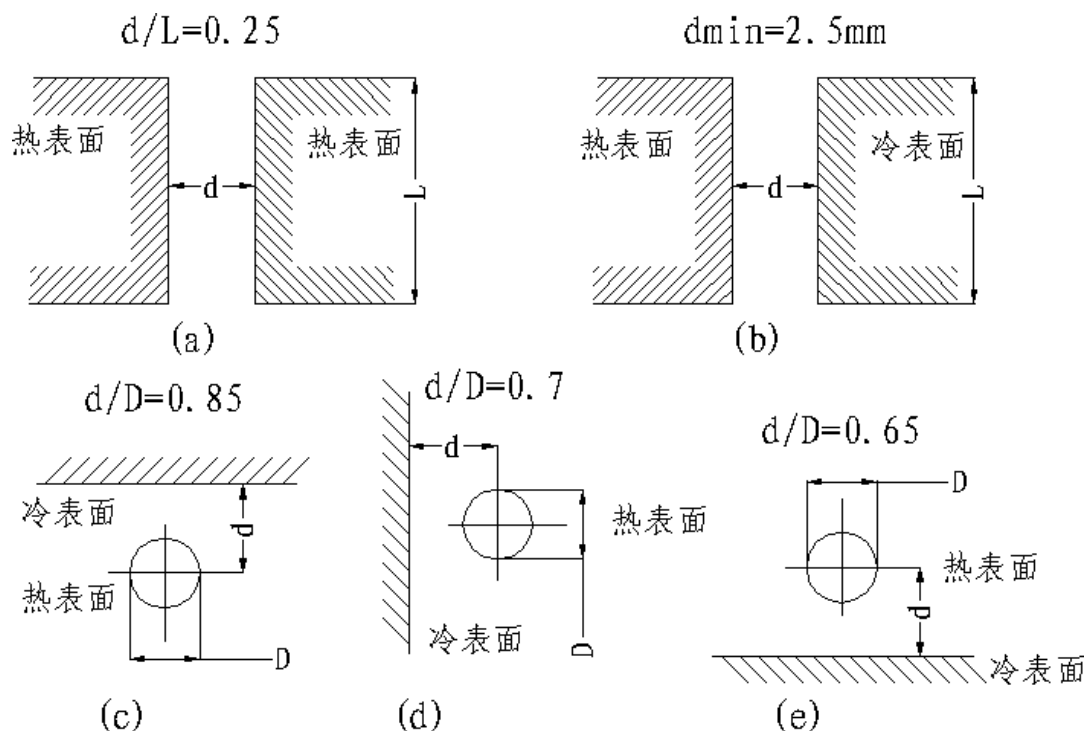 d/L=0.25
dmin=2.5mm
热表面
热表面
d
L
热表面
冷表面
d
L
(a)
(b)
d/D=0.85
冷表面
d
热表面
D
(c)
d/D=0.7
d
热表面
冷表面
D
(d)
d/D=0.65
D
热表面
d
冷表面
(e)